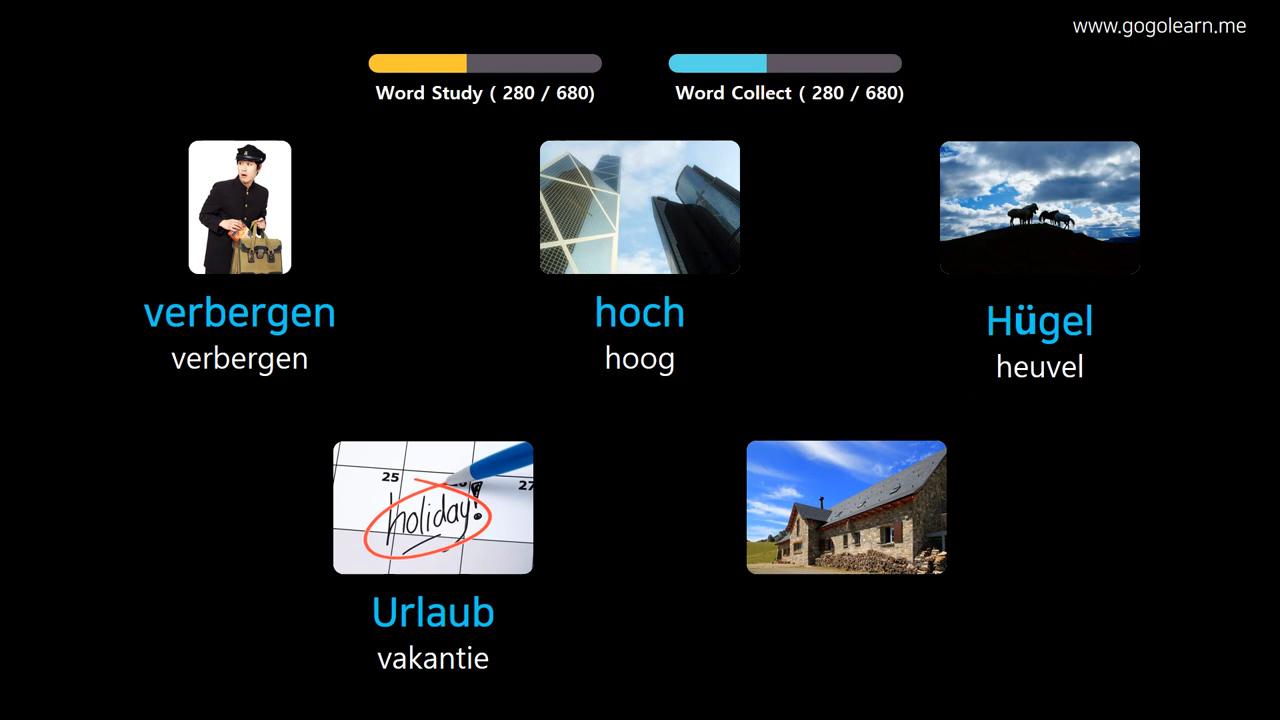 www.gogolearn.me
Word Study ( 280 / 680)
Word Collect ( 280 / 680)
verbergen
verbergen
hoch
hoog
Hügel
heuvel
25
27
holiday!
Urlaub
vakantie